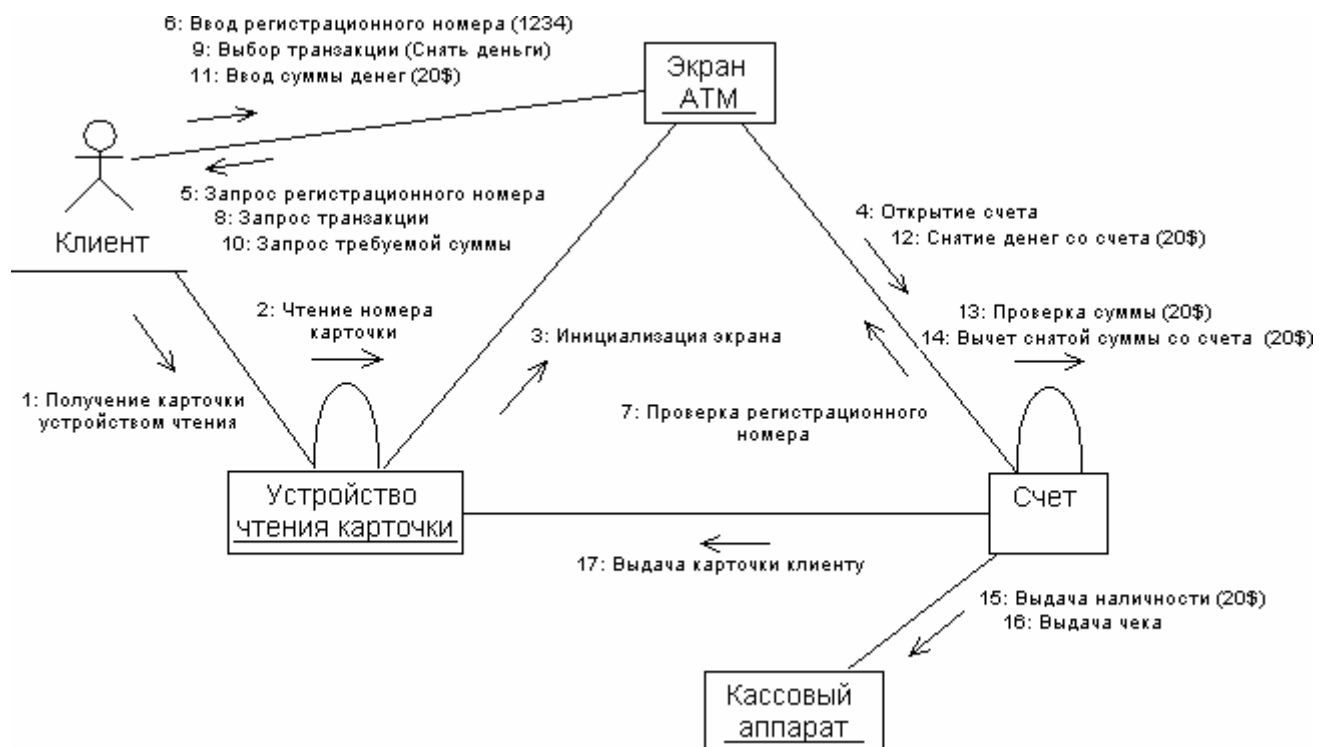 6: Ввод регистрационного номера (1234)
9: Выбор транзакции (Снять деньги)
11: Ввод суммы денег (20$)
Экран
АТМ
5: Запрос регистрационного номера
8: Запрос транзакции
10: Запрос требуемой суммы
Клиент
4: Открытие счета
12: Снятие денег со счета (20$)
2: Чтение номера
карточки
3: Инициализация экрана
13: Проверка суммы (20$)
14: Вычет снятой суммы со счета (20$)
1: Получение карточки
устройством чтения
7: Проверка регистрационного
номера
Устройство
чтения карточки
Счет
17: Выдача карточки клиенту
15: Выдача наличности (20$)
16: Выдача чека
Кассовый
аппарат